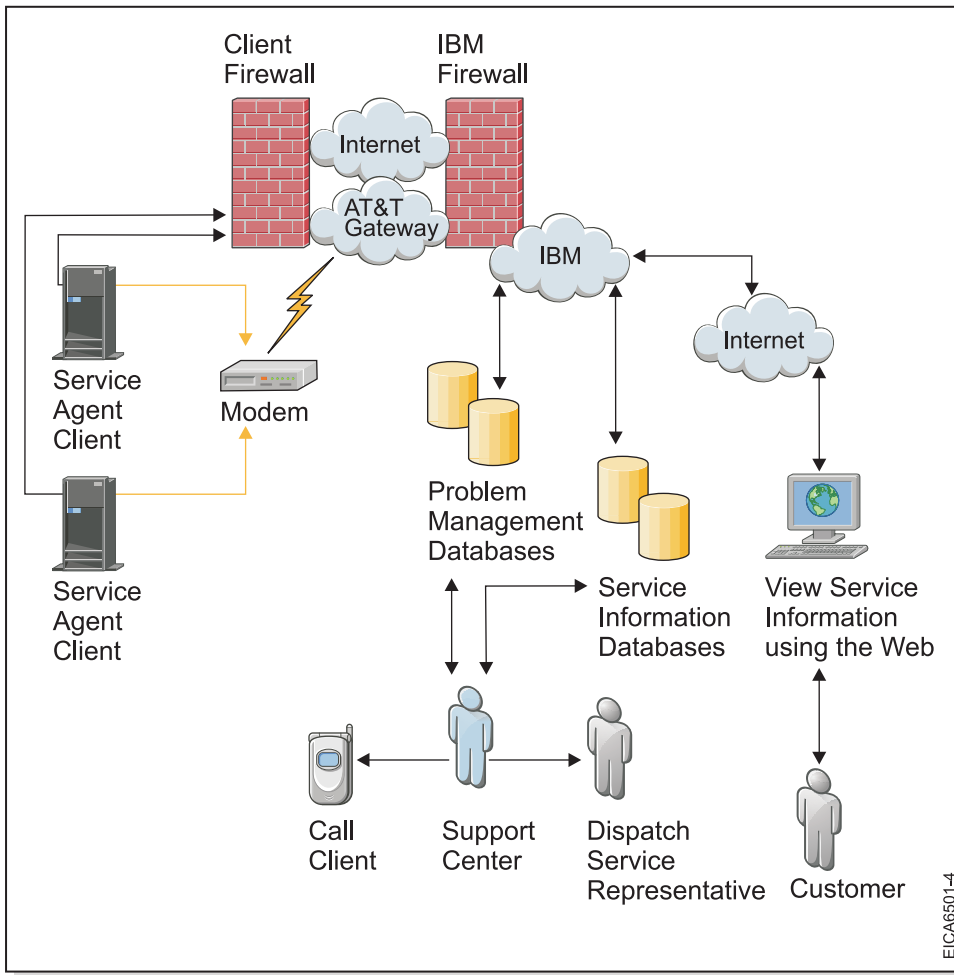 Client
Firewall
IBM
Firewall
Internet
AT&T
Gateway
IBM
Internet
Service
Agent
Client
Modem
Service
Agent
Client
Problem
Management
Databases
Service
Information
Databases
View Service
Information
using the Web
Call
Client
Support
Center
Dispatch
Service
Representative
Customer
EICA6501-4